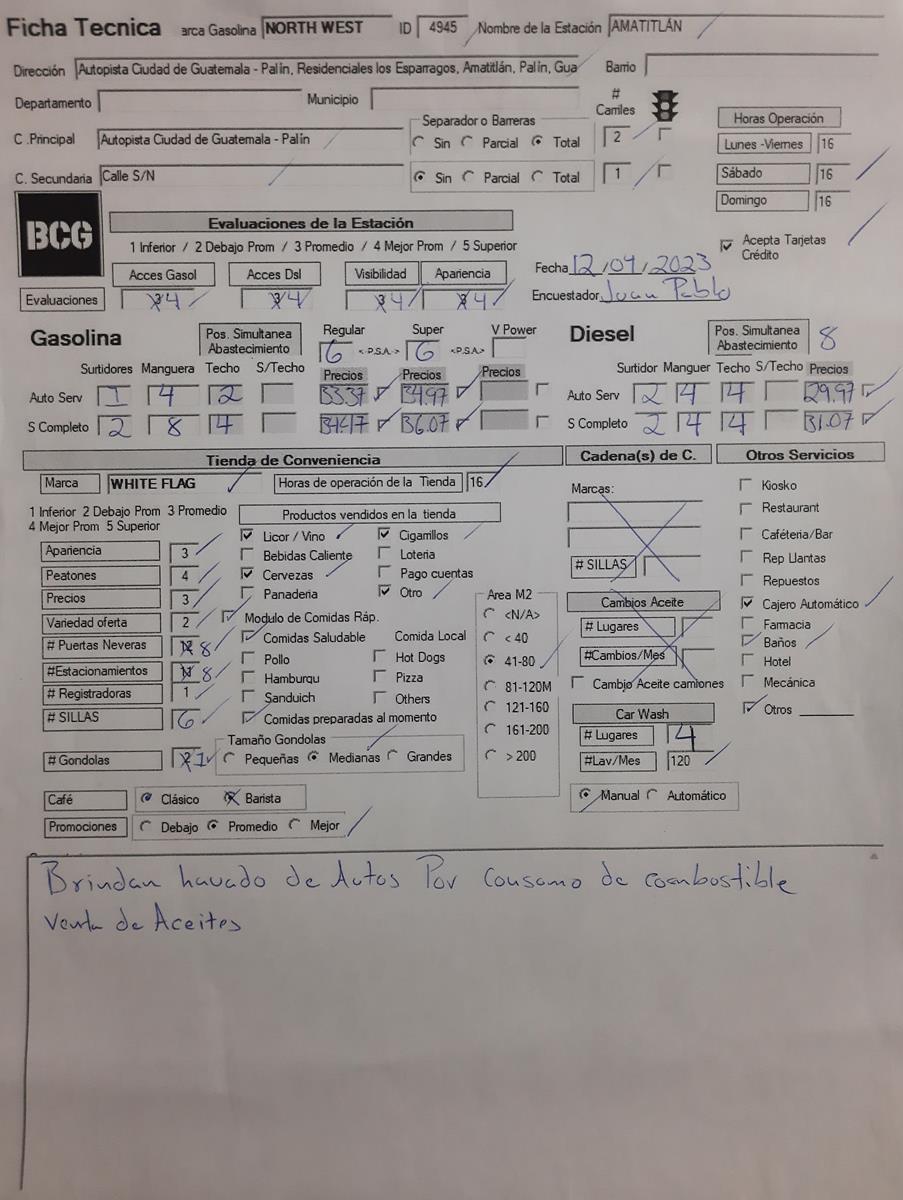 Ficha Tecnica arca Gasolina NORTH WEST ID 4945 Nombre de la Estación AMATITLÁN
Dirección Autopista Ciudad de Guatemala - Palín, Residenciales los Esparragos, Amatitlán, Palín, Gua Barrio
Departamento Municipio # Carriles
Separador o Barreras Horas Operación
C .Principal Autopista Ciudad de Guatemala - Palín Sin Parcial Total 2 Lunes -Viernes 16
C. Secundaria Calle S/N Sin Parcial Total 1 Sábado 16
Domingo 16
BCG
Evaluaciones de la Estación
1 Inferior / 2 Debajo Prom / 3 Promedio / 4 Mejor Prom / 5 Superior
Acepta Tarjetas Crédito
Acces Gasol Acces Dsl Visibilidad Apariencia Fecha 12/09/2023
Evaluaciones 3 4 3 4 3 4 3 4 Encuestador Juan Pablo
Gasolina Pos. Simultanea Abastecimiento Regular 6 <-P.S.A.-> Super 6 <-P.S.A> V Power
Diesel Pos. Simultanea Abastecimiento 8
Surtidores Manguera Techo S/Techo Precios Precios Precios Surtidor Manguer Techo S/Techo Precios
Auto Serv 1 4 2 33.37 34.97 Auto Serv 2 4 4 29.97
S Completo 2 8 4 34.17 36.07 S Completo 2 4 4 31.07
Tienda de Conveniencia Cadena(s) de C. Otros Servicios
Marca WHITE FLAG Horas de operación de la Tienda 16
1 Inferior 2 Debajo Prom 3 Promedio
4 Mejor Prom 5 Superior
Apariencia 3
Peatones 4
Precios 3
Variedad oferta 2
# Puertas Neveras 8
#Estacionamientos 8
# Registradoras 1
# SILLAS 6
# Gondolas 2 1
Productos vendidos en la tienda
Licor / Vino Cigarrillos
Bebidas Caliente Loteria
Cervezas Pago cuentas
Panaderia Otro
Modulo de Comidas Ráp.
Comidas Saludable Comida Local
Pollo Hot Dogs
Hamburqu Pizza
Sanduich Others
Comidas preparadas al momento
Tamaño Gondolas
Pequeñas Medianas Grandes
Area M2
<N/A>
< 40
41-80
81-120M
121-160
161-200
> 200
Marcas:
# SILLAS
Cambios Aceite
# Lugares
#Cambios/Mes
Cambio Aceite camiones
Car Wash
# Lugares 4
#Lav/Mes 120
Manual Automático
Kiosko
Restaurant
Caféteria/Bar
Rep Llantas
Repuestos
Cajero Automático
Farmacia
Baños
Hotel
Mecánica
Otros
Café Clásico Barista
Promociones Debajo Promedio Mejor
Brindan havado de Autos Por Consumo de coombostible
Venta de Aceites